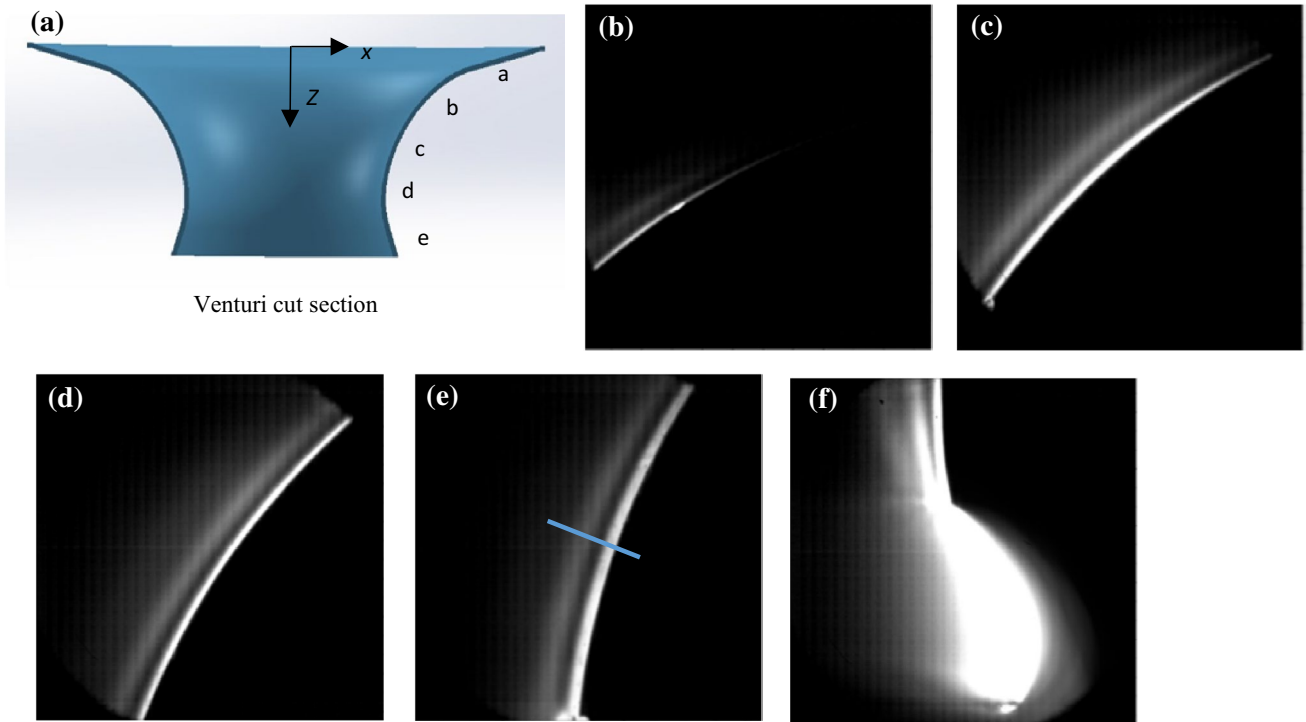 (a)
x
Z
a
b
c
d
e
Venturi cut section
(b)
(c)
(d)
(e)
(f)